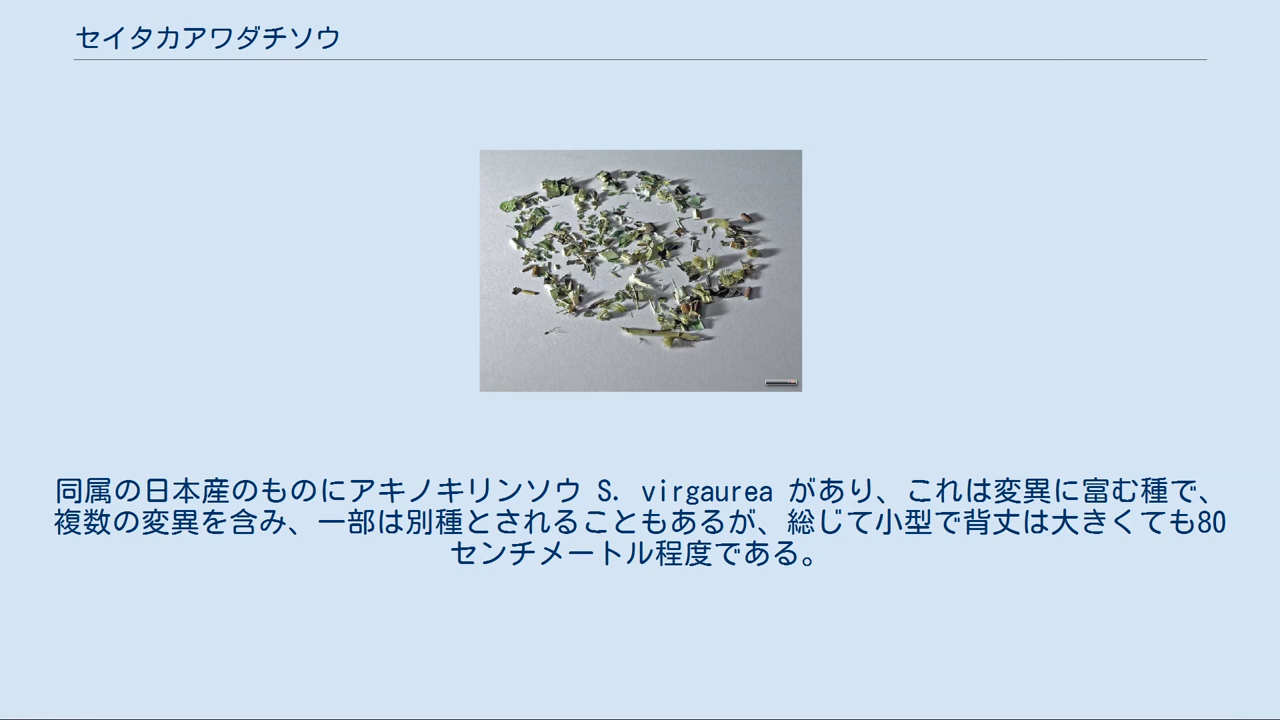 セイタカアワダチソウ
同属の日本産のものにアキノキリンソウ S. virgaurea があり、これは変異に富む種で、
複数の変異を含み、一部は別種とされることもあるが、総じて小型で背丈は大きくても80
センチメートル程度である。